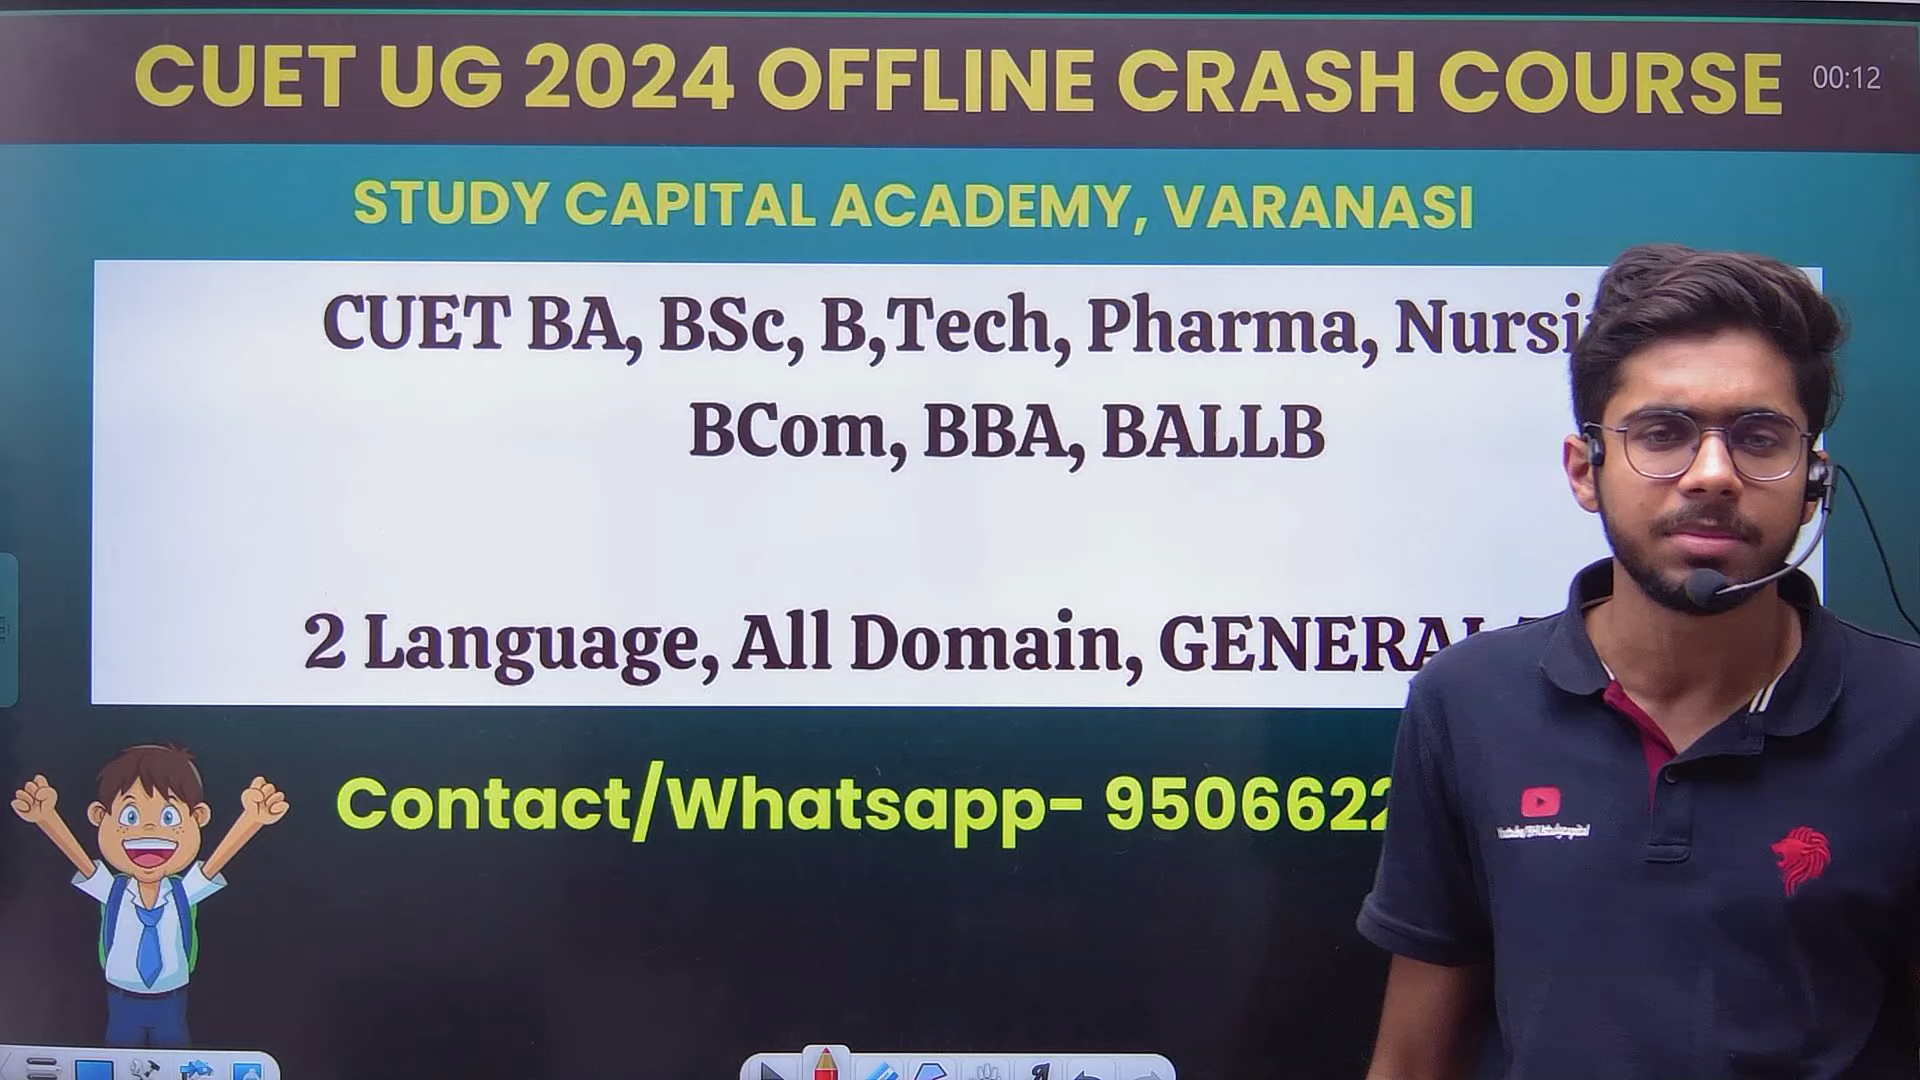 CUET UG 2024 OFFLINE CRASH COURSE
00:12
STUDY CAPITAL ACADEMY, VARANASI
CUET BA, BSc, B,Tech, Pharma, Nursi
BCom, BBA, BALLB
2 Language, All Domain, GENERAL
Contact/Whatsapp- 9506622